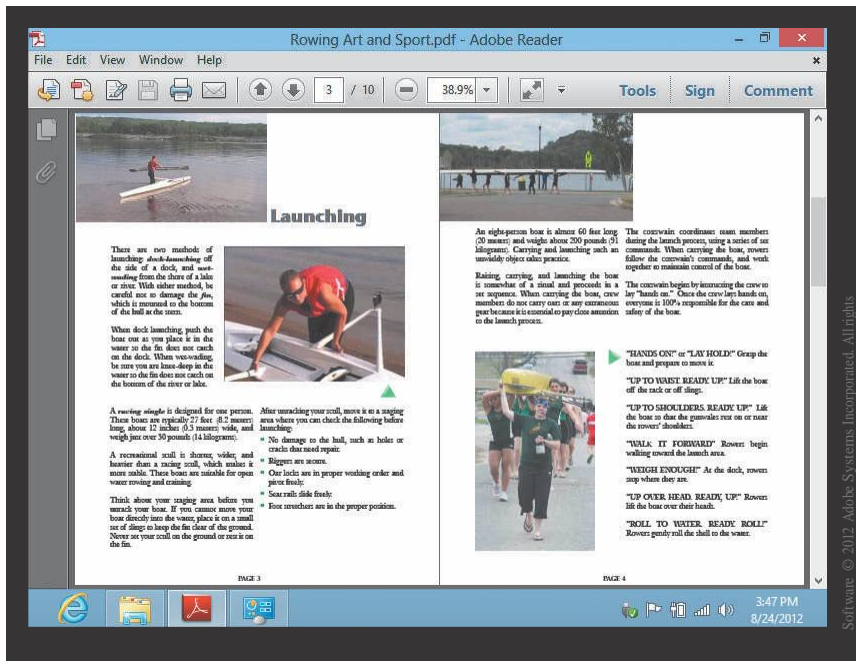 Rowing Art and Sport.pdf - Adobe Reader
File Edit View Window Help
3 / 10 38.9% Tools Sign Comment
Launching
There are two methods of
launching: dock-launching off
the side of a dock, and wet-
wading from the shore of a lake
or river. With either method, be
careful not to damage the fin,
which is mounted to the bottom
of the hull at the stern.
When dock launching, push the
boat out as you place it in the
water so the fin does not catch
on the dock. When wet-wading,
be sure you are knee-deep in the
water so the fin does not catch on
the bottom of the river or lake.
A racing single is designed for one person.
These boats are typically 27 feet (8.2 meters)
long, about 12 inches (0.3 meters) wide, and
weigh just over 30 pounds (14 kilograms).
A recreational scull is shorter, wider, and
heavier than a racing scull, which makes it
more stable. These boats are suitable for open
water rowing and training.
Think about your staging area before you
unrack your boat. If you cannot move your
boat directly into the water, place it on a small
set of slings to keep the fin clear of the ground.
Never set your scull on the ground or rest it on
the fin.
After unracking your scull, move it to a staging
area where you can check the following before
launching:
No damage to the hull, such as holes or
cracks that need repair.
Riggers are secure.
Oar locks are in proper working order and
pivot freely.
Seat rails slide freely.
Foot stretchers are in the proper position.
PAGE 3
An eight-person boat is almost 60 feet long
(20 meters) and weighs about 200 pounds (91
kilograms). Carrying and launching such an
unwieldy object takes practice.
Raising, carrying, and launching the boat
is somewhat of a ritual and proceeds in a
set sequence. When carrying the boat, crew
members do not carry oars or any extraneous
gear because it is essential to pay close attention
to the launch process.
The coxswain coordinates team members
during the launch process, using a series of set
commands. When carrying the boat, rowers
follow the coxswain's commands, and work
together to maintain control of the boat.
The coxswain begins by instructing the crew to
lay "hands on." Once the crew lays hands on,
everyone is 100% responsible for the care and
safety of the boat.
"HANDS ON!" or "LAY HOLD!" Grasp the
boat and prepare to move it.
"UP TO WAIST. READY. UP!" Lift the boat
off the rack or off slings.
"UP TO SHOULDERS. READY. UP!" Lift
the boat so that the gunwales rest on or near
the rowers' shoulders.
"WALK IT FORWARD" Rowers begin
walking toward the launch area.
"WEIGH ENOUGH!" At the dock, rowers
stop where they are.
"UP OVER HEAD. READY, UP!" Rowers
lift the boat over their heads.
"ROLL TO WATER. READY. ROLL!"
Rowers gently roll the shell to the water.
PAGE 4
3:47 PM
8/24/2012
Software © 2012 Adobe Systems Incorporated. All rights